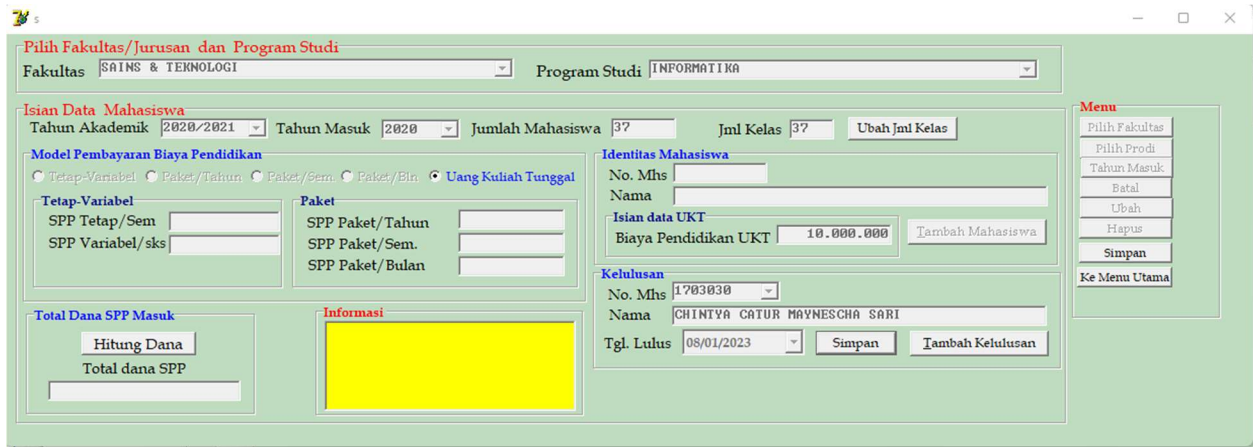 s
Pilih Fakultas/Jurusan dan Program Studi
Fakultas SAINS & TEKNOLOGI Program Studi INFORMATIKA
Isian Data Mahasiswa
Tahun Akademik 2020/2021 Tahun Masuk 2020 Jumlah Mahasiswa 37 Jml Kelas 37 Ubah Jml Kelas
Model Pembayaran Biaya Pendidikan
Tetap-Variabel Paket/Tahun Paket/Sem Paket/Bln Uang Kuliah Tunggal
Tetap-Variabel
SPP Tetap/Sem
SPP Variabel/sks
Paket
SPP Paket/Tahun
SPP Paket/Sem.
SPP Paket/Bulan
Identitas Mahasiswa
No. Mhs
Nama
Isian data UKT
Biaya Pendidikan UKT 10.000.000 Tambah Mahasiswa
Kelulusan
No. Mhs 1703030
Nama CHINTYA CATUR MAYNESCHA SARI
Tgl. Lulus 08/01/2023 Simpan Tambah Kelulusan
Total Dana SPP Masuk
Hitung Dana
Total dana SPP
Informasi
Menu
Pilih Fakultas
Pilih Prodi
Tahun Masuk
Batal
Ubah
Hapus
Simpan
Ke Menu Utama